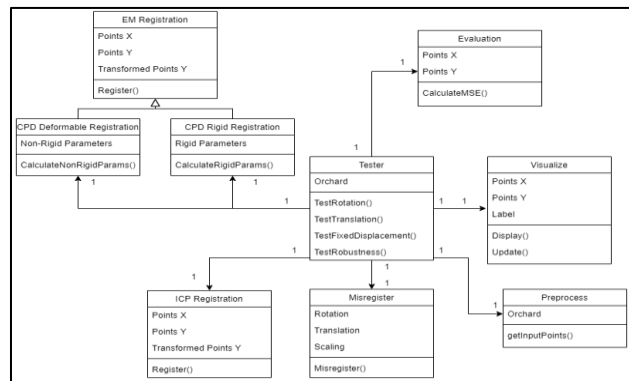 EM Registration
Points X
Points Y
Transformed Points Y
Register()
Evaluation
Points X
Points Y
CalculateMSE()
1
1
CPD Deformable Registration
Non-Rigid Parameters
CalculateNonRigidParams()
CPD Rigid Registration
Rigid Parameters
CalculateRigidParams()
1
1
1
Tester
Orchard
TestRotation()
TestTranslation()
TestFixedDisplacement()
TestRobustness()
1
1
Visualize
Points X
Points Y
Label
Display()
Update()
1
1
1
1
1
1
ICP Registration
Points X
Points Y
Transformed Points Y
Register()
Misregister
Rotation
Translation
Scaling
Misregister()
Preprocess
Orchard
getInputPoints()